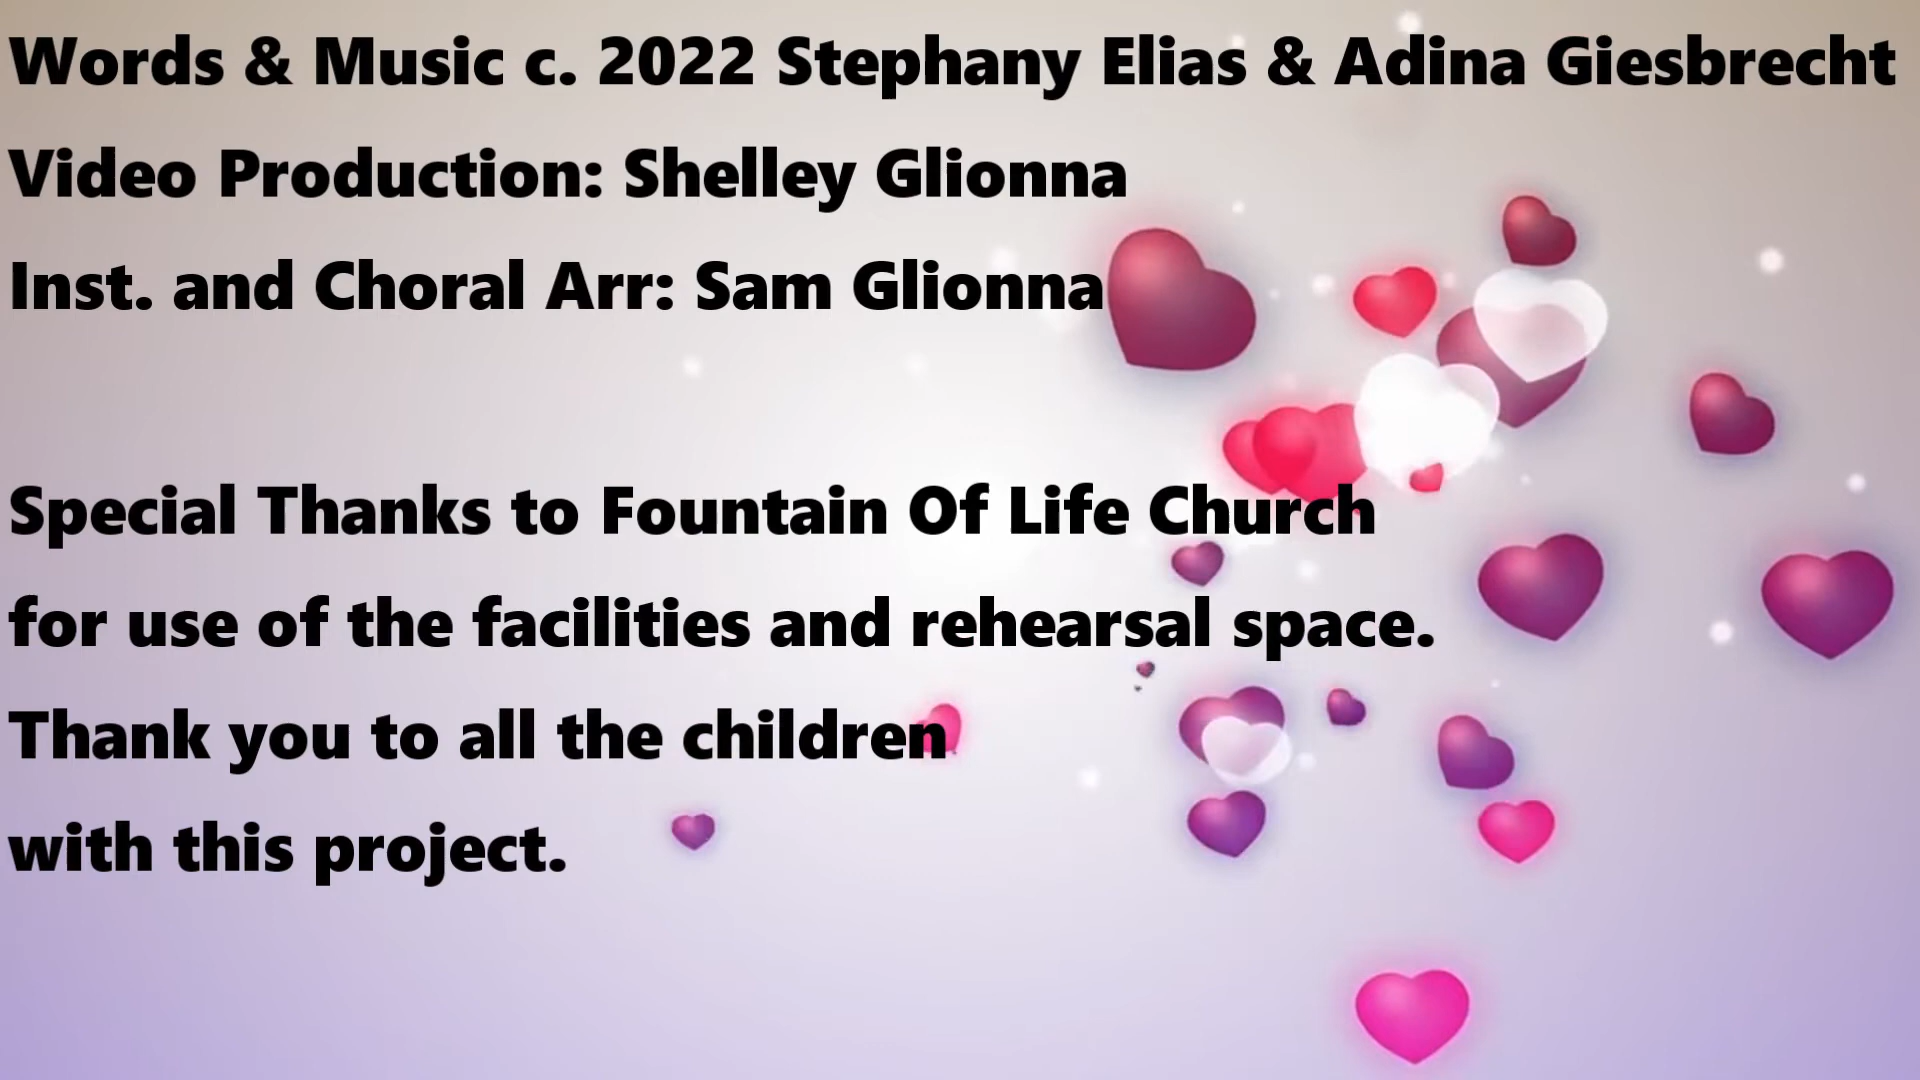 Words & Music c. 2022 Stephany Elias & Adina Giesbrecht
Video Production: Shelley Glionna
Inst. and Choral Arr: Sam Glionna
Special Thanks to Fountain Of Life Church
for use of the facilities and rehearsal space.
Thank you to all the children
with this project.